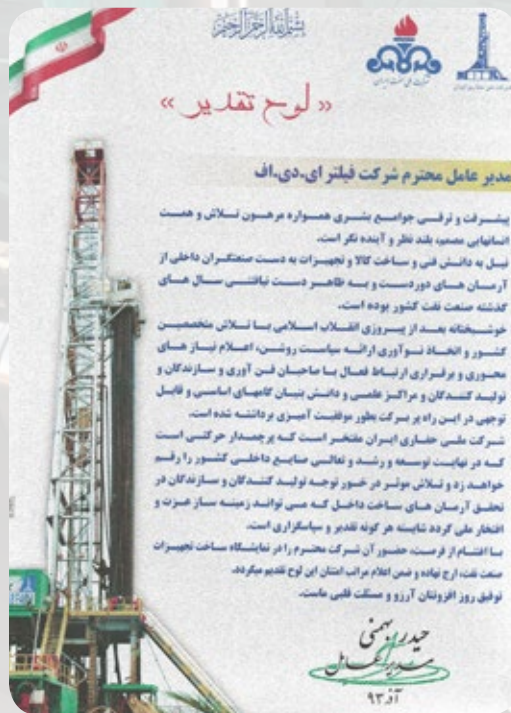 بسم الله الرحمن الرحیم
شرکت ملی نفت ایران
« لوح تقدیر »
مدیر عامل محترم شرکت فیلتر ای.دی.اف
پیشرفت و ترقی جوامع بشری همواره مرهون تلاش و همت
انسانهایی مصمم، بلند نظر و آینده نگر است.
نیل به دانش فنی و ساخت کالا و تجهیزات به دست صنعتگران داخلی از
آرمان های دوردست و به ظاهر دست نیافتنی سال های
گذشته صنعت نفت کشور بوده است.
خوشبختانه بعد از پیروزی انقلاب اسلامی با تلاش متخصصین
کشور و اتخاذ نوآوری ارائه سیاست روشن، اعلام نیاز های
محوری و برقراری ارتباط فعال با صاحبان فن آوری و سازندگان و
تولید کنندگان و مراکز علمی و دانش بنیان گامهای اساسی و قابل
توجهی در این راه پر برکت بطور موفقیت آمیزی برداشته شده است.
شرکت ملی حفاری ایران مفتخر است که پرچمدار حرکتی است
که در نهایت توسعه و رشد و تعالی صنایع داخلی کشور را رقم
خواهد زد و تلاش موثر در خور توجه تولید کنندگان و سازندگان در
تحقق آرمان های ساخت داخل که می تواند زمینه ساز عزت و
افتخار ملی گردد شایسته هر گونه تقدیر و سپاسگزاری است.
با اغتنام از فرصت، حضور آن شرکت محترم را در نمایشگاه ساخت تجهیزات
صنعت نفت، ارج نهاده و ضمن اعلام مراتب امتنان این لوح تقدیم میگردد.
توفیق روز افزونتان آرزو و مسئلت قلبی ماست.
حیدر بهمنی
مدیر عامل
آذر ۹۳